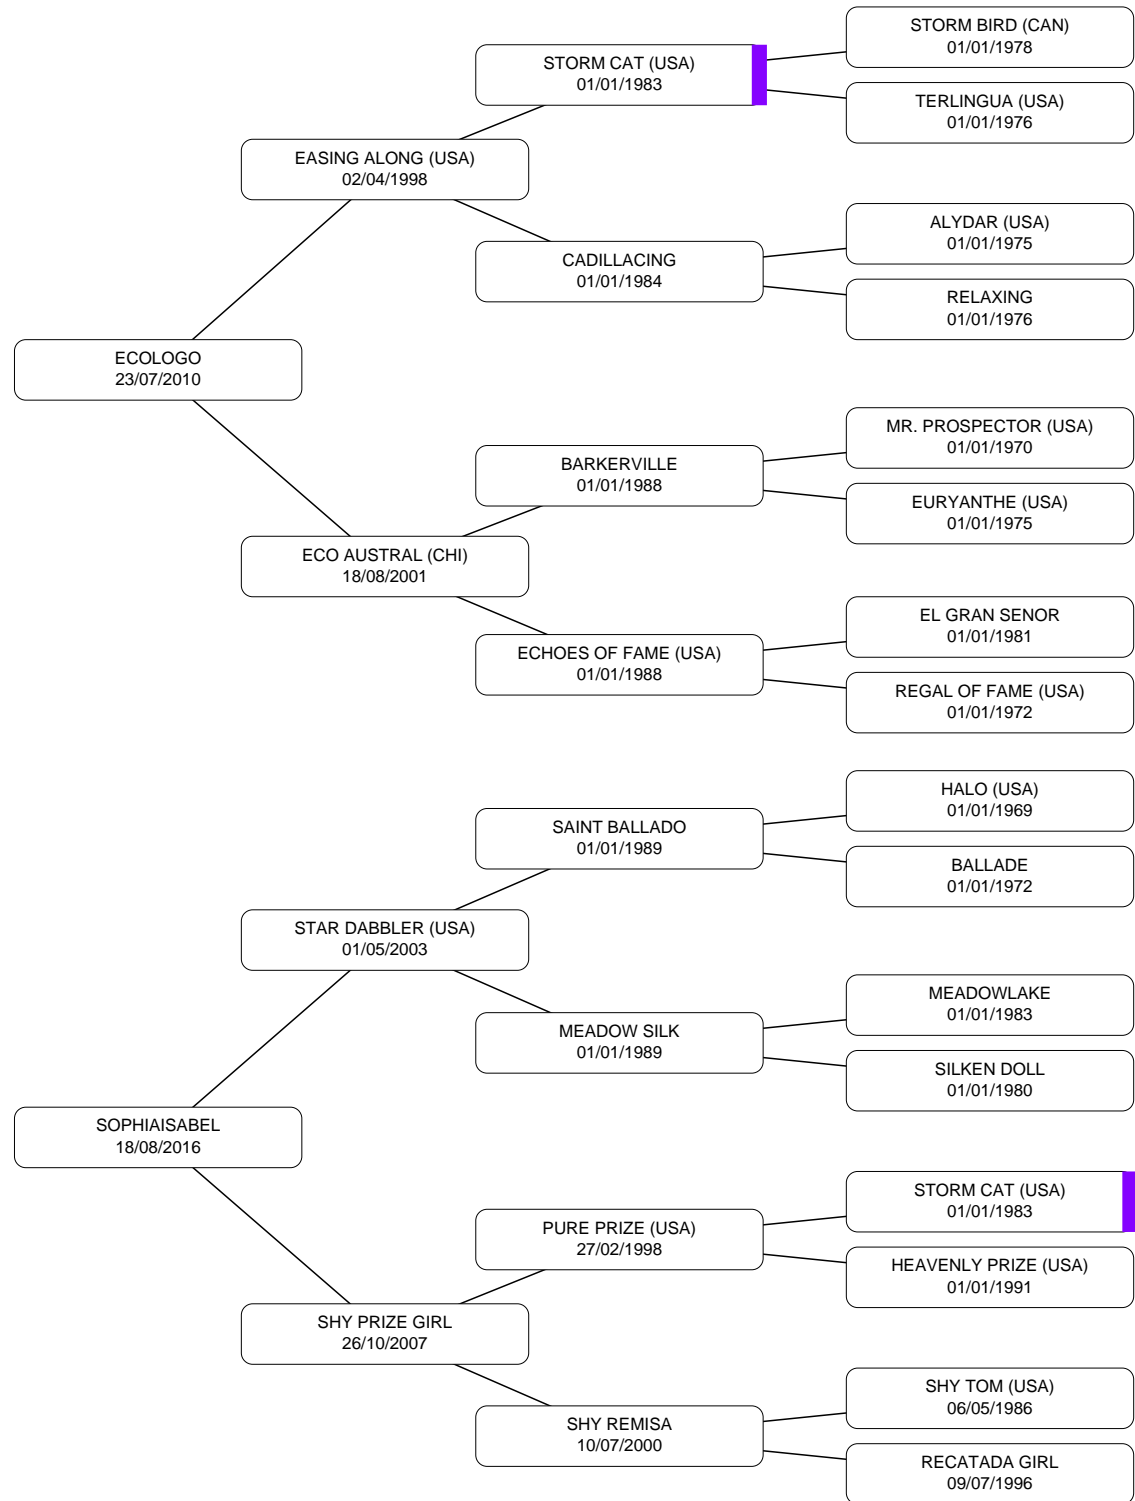 STORM BIRD (CAN)
01/01/1978
STORM CAT (USA)
01/01/1983
TERLINGUA (USA)
01/01/1976
EASING ALONG (USA)
02/04/1998
ALYDAR (USA)
01/01/1975
CADILLACING
01/01/1984
RELAXING
01/01/1976
ECOLOGO
23/07/2010
MR. PROSPECTOR (USA)
01/01/1970
BARKERVILLE
01/01/1988
EURYANTHE (USA)
01/01/1975
ECO AUSTRAL (CHI)
18/08/2001
EL GRAN SENOR
01/01/1981
ECHOES OF FAME (USA)
01/01/1988
REGAL OF FAME (USA)
01/01/1972
HALO (USA)
01/01/1969
SAINT BALLADO
01/01/1989
BALLADE
01/01/1972
STAR DABBLER (USA)
01/05/2003
MEADOWLAKE
01/01/1983
MEADOW SILK
01/01/1989
SILKEN DOLL
01/01/1980
SOPHIAISABEL
18/08/2016
STORM CAT (USA)
01/01/1983
PURE PRIZE (USA)
27/02/1998
HEAVENLY PRIZE (USA)
01/01/1991
SHY PRIZE GIRL
26/10/2007
SHY TOM (USA)
06/05/1986
SHY REMISA
10/07/2000
RECATADA GIRL
09/07/1996